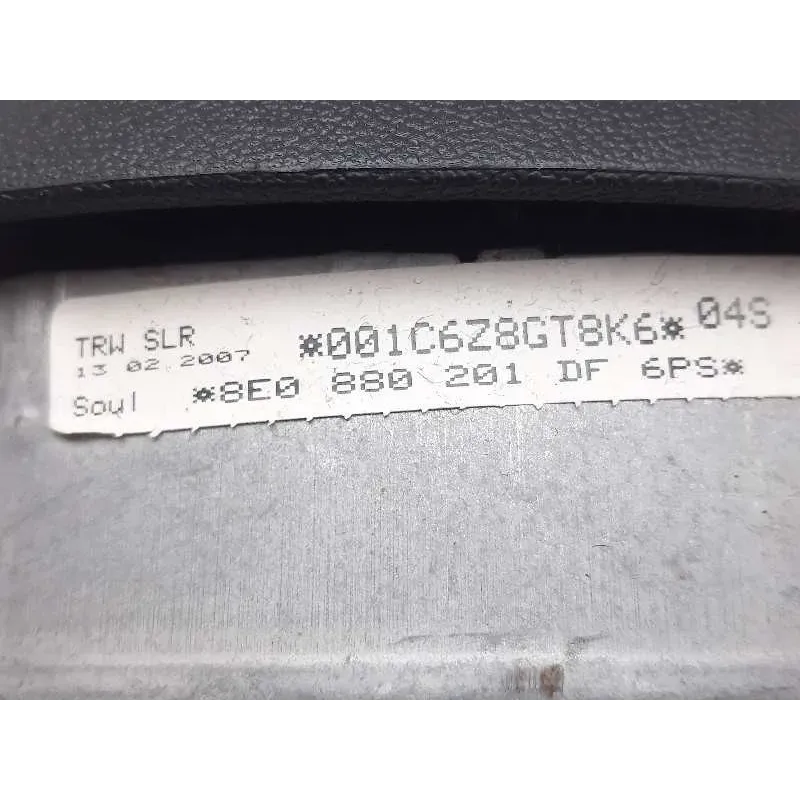 TRW SLR *001C6Z8GT8K6* 04S
13 02 2007
Soul *8E0 880 201 DF 6PS*